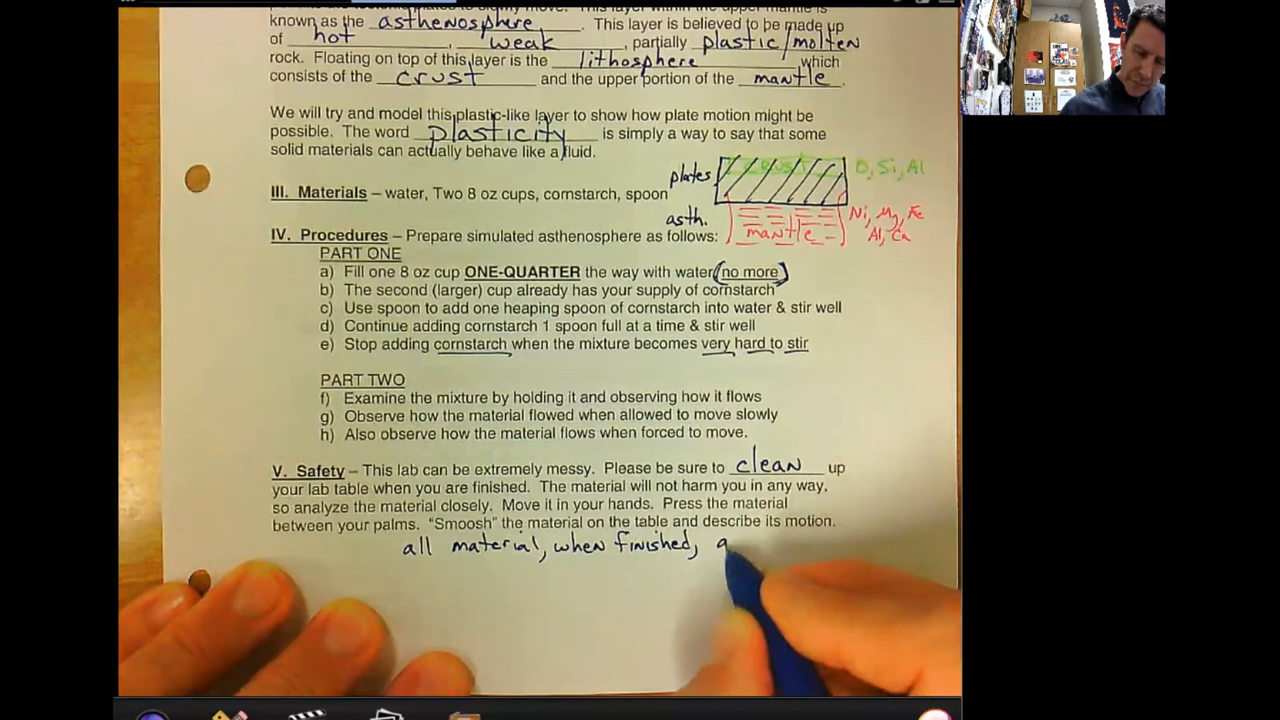 known as the asthenosphere. This layer is believed to be made up
of hot, weak, partially plastic/molten
rock. Floating on top of this layer is the lithosphere which
consists of the crust and the upper portion of the mantle.
We will try and model this plastic-like layer to show how plate motion might be
possible. The word plasticity is simply a way to say that some
solid materials can actually behave like a fluid.
plates crust O, Si, Al
III. Materials – water, Two 8 oz cups, cornstarch, spoon
asth. mantle Ni, Mg, Fe
Al, Ca
IV. Procedures – Prepare simulated asthenosphere as follows:
PART ONE
a) Fill one 8 oz cup ONE-QUARTER the way with water (no more)
b) The second (larger) cup already has your supply of cornstarch
c) Use spoon to add one heaping spoon of cornstarch into water & stir well
d) Continue adding cornstarch 1 spoon full at a time & stir well
e) Stop adding cornstarch when the mixture becomes very hard to stir
PART TWO
f) Examine the mixture by holding it and observing how it flows
g) Observe how the material flowed when allowed to move slowly
h) Also observe how the material flows when forced to move.
V. Safety – This lab can be extremely messy. Please be sure to clean up
your lab table when you are finished. The material will not harm you in any way,
so analyze the material closely. Move it in your hands. Press the material
between your palms. "Smoosh" the material on the table and describe its motion.
all material, when finished,